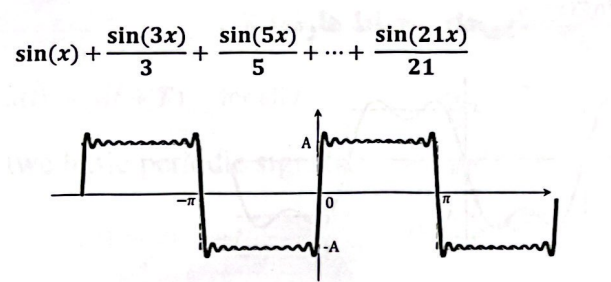 sin(x) + sin(3x)/3 + sin(5x)/5 + ⋯ + sin(21x)/21
A
−π 0 π
-A